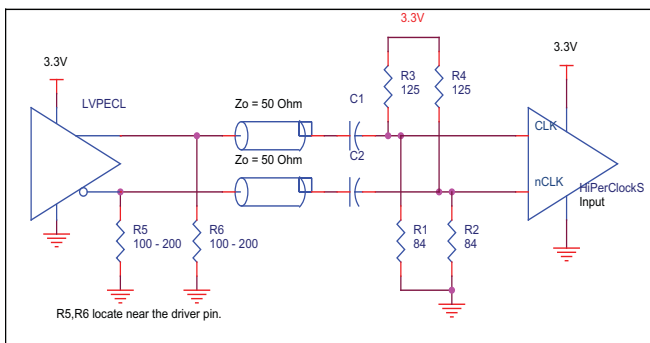 3.3V
3.3V
3.3V
LVPECL
R3
125
R4
125
Zo = 50 Ohm
C1
CLK
Zo = 50 Ohm
C2
nCLK
HiPerClockS
Input
R5
100 - 200
R6
100 - 200
R1
84
R2
84
R5,R6 locate near the driver pin.